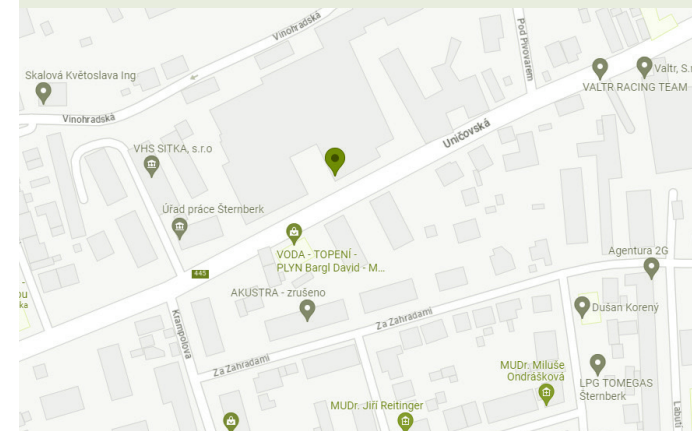 Vinohradská
Pod Pivovarem
Skalová Květoslava Ing
Valtr, S.r
VALTR RACING TEAM
Vinohradská
Uničovská
VHS SITKA, s.r.o
Úřad práce Šternberk
VODA - TOPENÍ -
PLYN Bargl David - M...
Agentura 2G
445
AKUSTRA - zrušeno
Dušan Korený
Krampolova
Za Zahradami
Za Zahradami
MUDr. Miluše
Ondrášková
LPG TOMEGAS
Šternberk
MUDr. Jiří Reitinger
Labutí